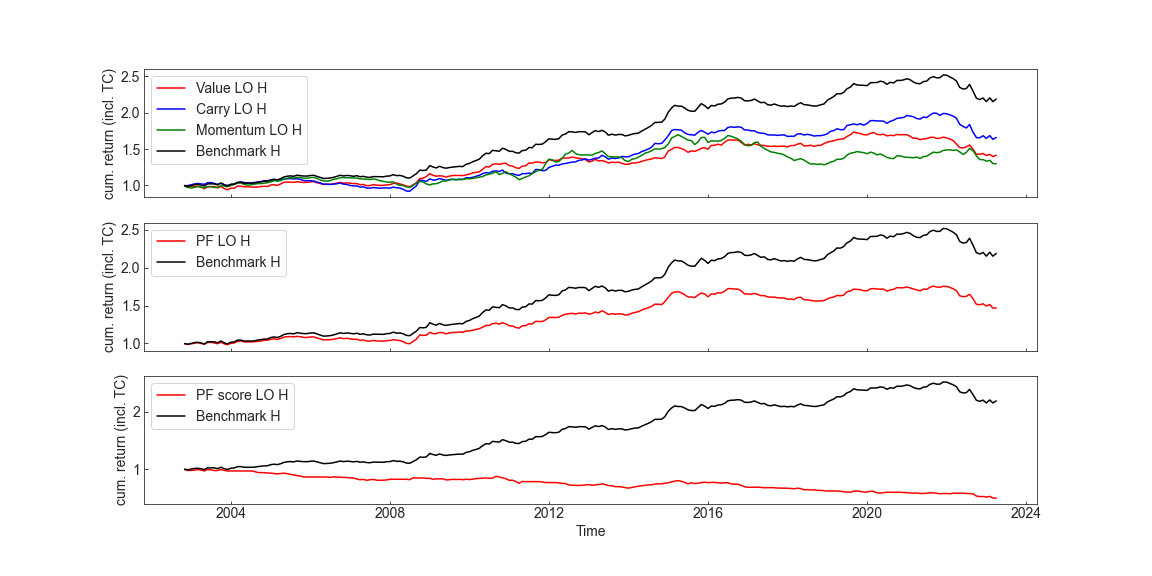 cum. return (incl. TC)
2.5
2.0
1.5
1.0
Value LO H
Carry LO H
Momentum LO H
Benchmark H
cum. return (incl. TC)
2.5
2.0
1.5
1.0
PF LO H
Benchmark H
cum. return (incl. TC)
2
1
PF score LO H
Benchmark H
2004 2008 2012 2016 2020 2024
Time